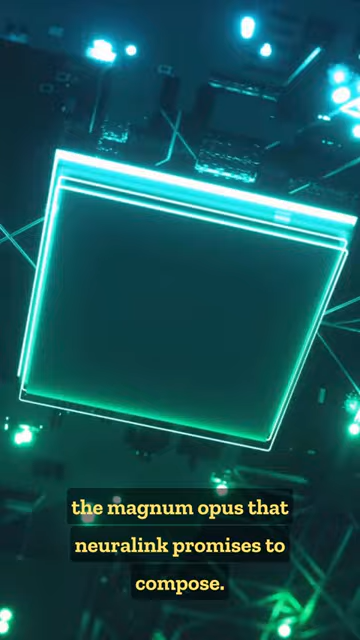 the magnum opus that
neuralink promises to
compose.